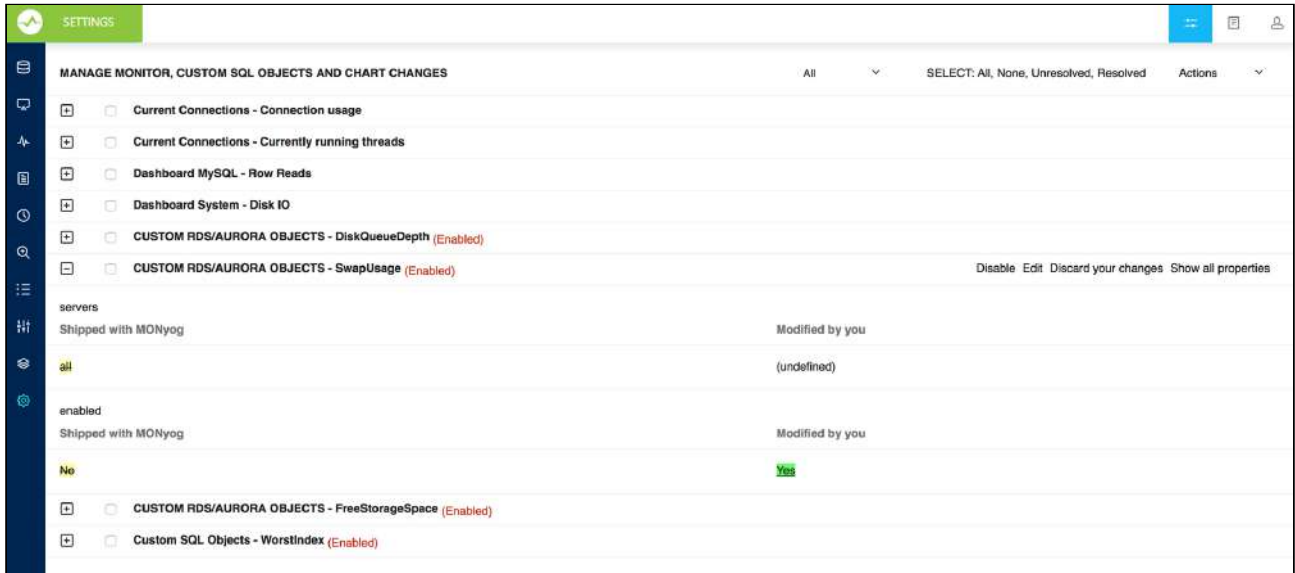 SETTINGS
MANAGE MONITOR, CUSTOM SQL OBJECTS AND CHART CHANGES All SELECT: All, None, Unresolved, Resolved Actions
Current Connections - Connection usage
Current Connections - Currently running threads
Dashboard MySQL - Row Reads
Dashboard System - Disk IO
CUSTOM RDS/AURORA OBJECTS - DiskQueueDepth (Enabled)
CUSTOM RDS/AURORA OBJECTS - SwapUsage (Enabled) Disable Edit Discard your changes Show all properties
servers
Shipped with MONyog Modified by you
all (undefined)
enabled
Shipped with MONyog Modified by you
No Yes
CUSTOM RDS/AURORA OBJECTS - FreeStorageSpace (Enabled)
Custom SQL Objects - WorstIndex (Enabled)